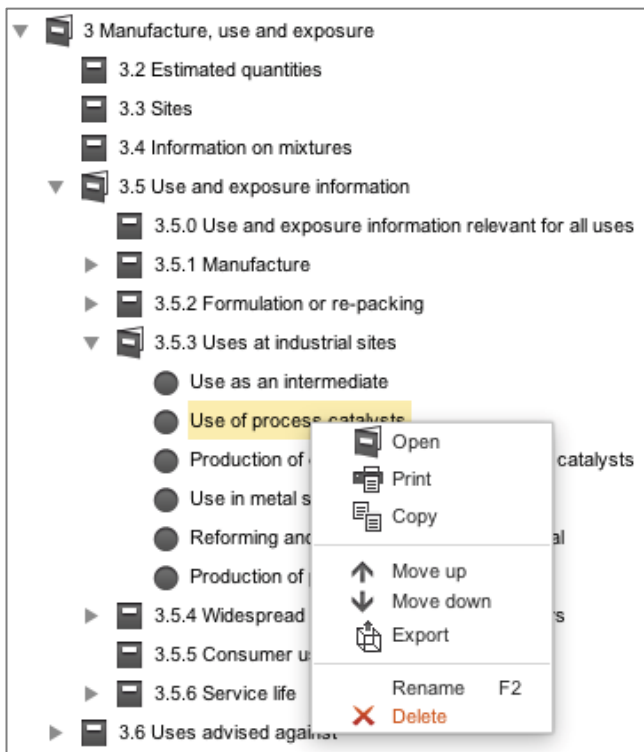 3 Manufacture, use and exposure
3.2 Estimated quantities
3.3 Sites
3.4 Information on mixtures
3.5 Use and exposure information
3.5.0 Use and exposure information relevant for all uses
3.5.1 Manufacture
3.5.2 Formulation or re-packing
3.5.3 Uses at industrial sites
Use as an intermediate
Use of process catalysts
Production of catalysts
Use in metal
Reforming and
Production of
3.5.4 Widespread
3.5.5 Consumer
3.5.6 Service life
3.6 Uses advised against
Open
Print
Copy
Move up
Move down
Export
Rename F2
Delete